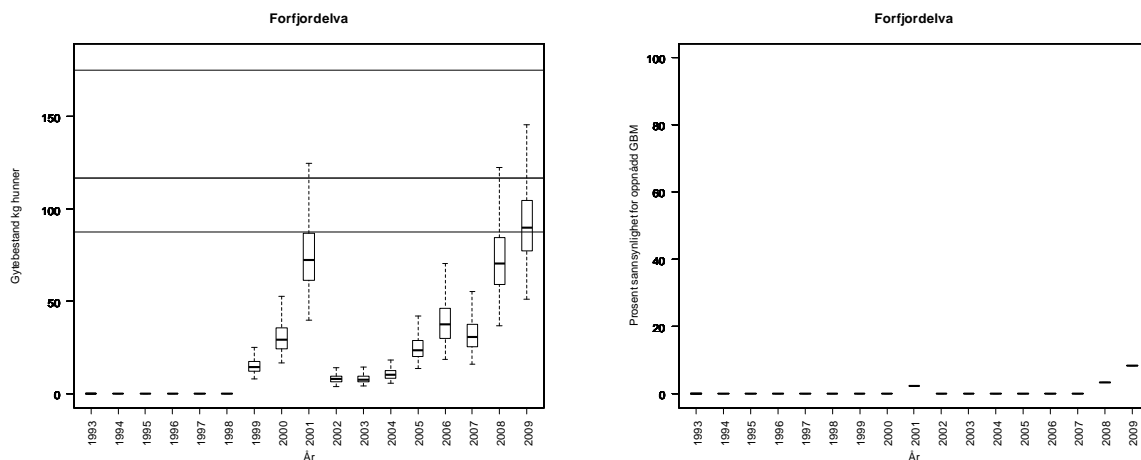 Forfjordelva
Gytebestand kg hunner
150
100
50
0
1993 1994 1995 1996 1997 1998 1999 2000 2001 2002 2003 2004 2005 2006 2007 2008 2009
År
Forfjordelva
Prosent sannsynlighet for oppnådd GBM
100
80
60
40
20
0
1993 1994 1995 1996 1997 1998 1999 2000 2001 2002 2003 2004 2005 2006 2007 2008 2009
År